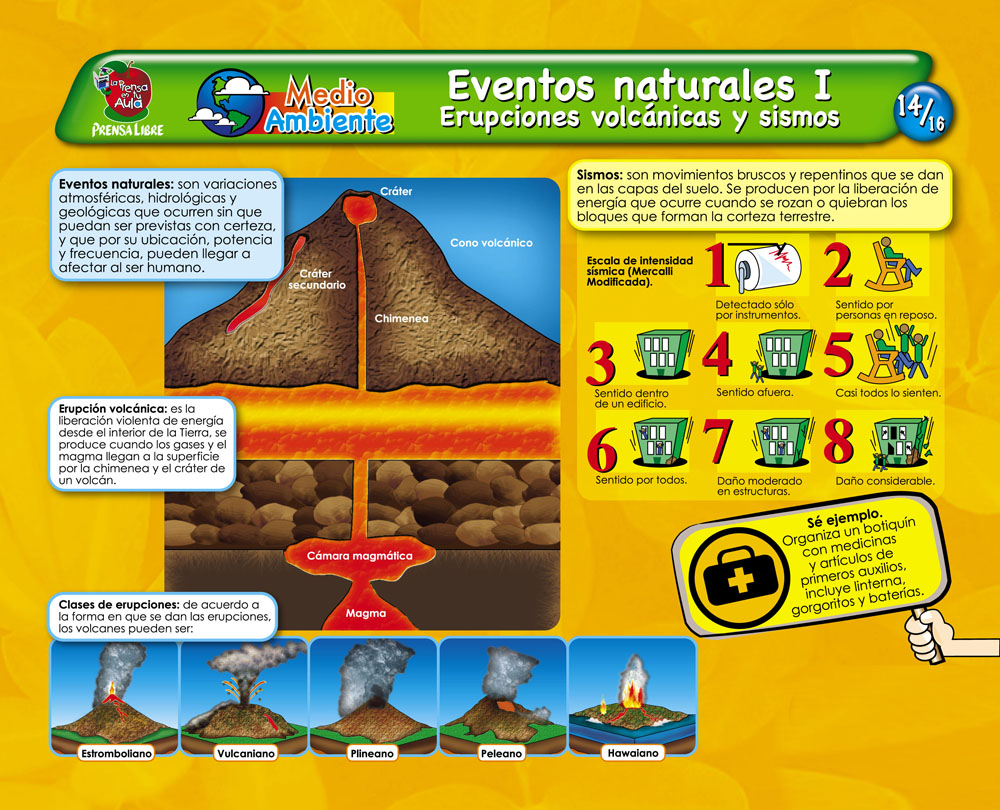 La Prensa
en tu
Aula
PRENSA LIBRE
Medio
Ambiente
Eventos naturales I
Erupciones volcánicas y sismos
14/16
Eventos naturales: son variaciones
atmosféricas, hidrológicas y
geológicas que ocurren sin que
puedan ser previstas con certeza,
y que por su ubicación, potencia
y frecuencia, pueden llegar a
afectar al ser humano.
Cráter
Cono volcánico
Cráter
secundario
Chimenea
Erupción volcánica: es la
liberación violenta de energía
desde el interior de la Tierra, se
produce cuando los gases y el
magma llegan a la superficie
por la chimenea y el cráter de
un volcán.
Cámara magmática
Magma
Clases de erupciones: de acuerdo a
la forma en que se dan las erupciones,
los volcanes pueden ser:
Estromboliano
Vulcaniano
Plineano
Peleano
Hawaiano
Sismos: son movimientos bruscos y repentinos que se dan
en las capas del suelo. Se producen por la liberación de
energía que ocurre cuando se rozan o quiebran los
bloques que forman la corteza terrestre.
Escala de intensidad
sísmica (Mercalli
Modificada).
1
Detectado sólo
por instrumentos.
2
Sentido por
personas en reposo.
3
Sentido dentro
de un edificio.
4
Sentido afuera.
5
Casi todos lo sienten.
6
Sentido por todos.
7
Daño moderado
en estructuras.
8
Daño considerable.
Sé ejemplo.
Organiza un botiquín
con medicinas
y artículos de
primeros auxilios,
incluye linterna,
gorgoritos y baterías.